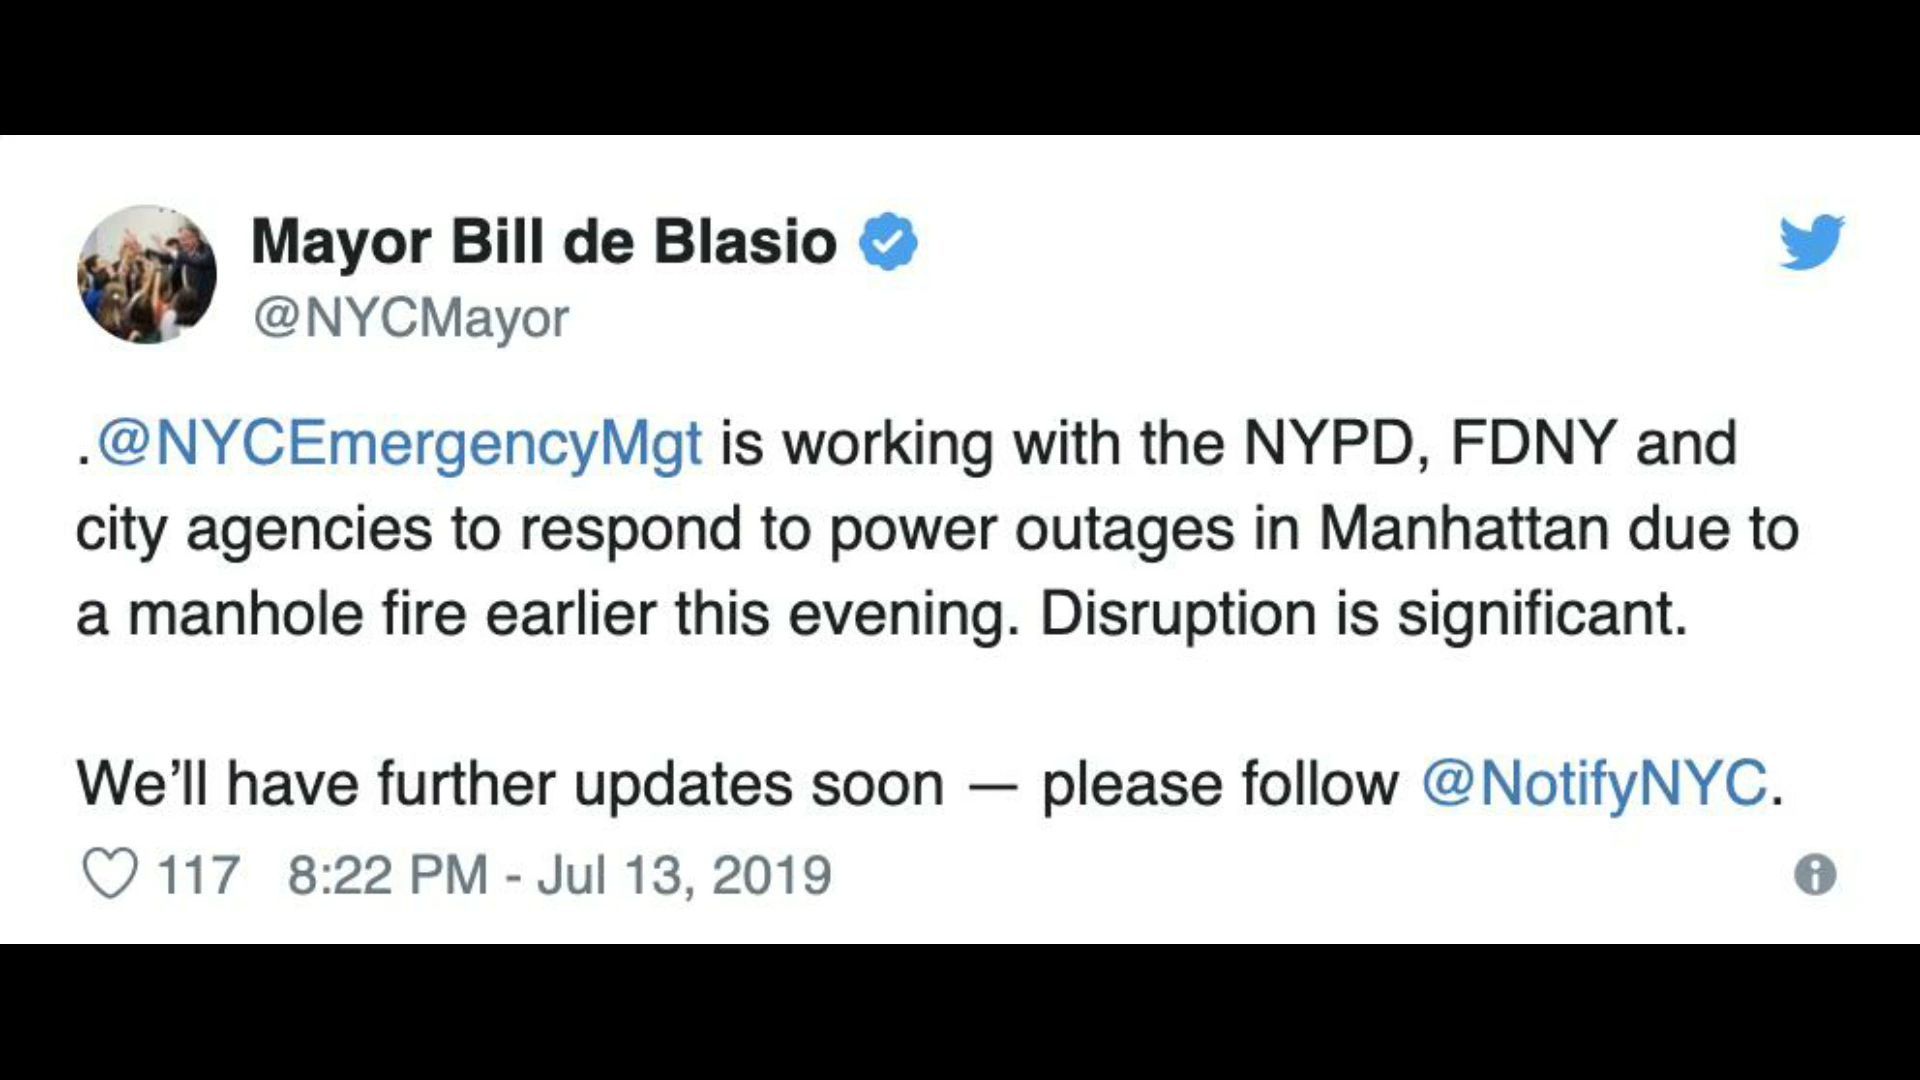 Mayor Bill de Blasio
@NYCMayor
.@NYCEmergencyMgt is working with the NYPD, FDNY and
city agencies to respond to power outages in Manhattan due to
a manhole fire earlier this evening. Disruption is significant.
We’ll have further updates soon — please follow @NotifyNYC.
117 8:22 PM - Jul 13, 2019